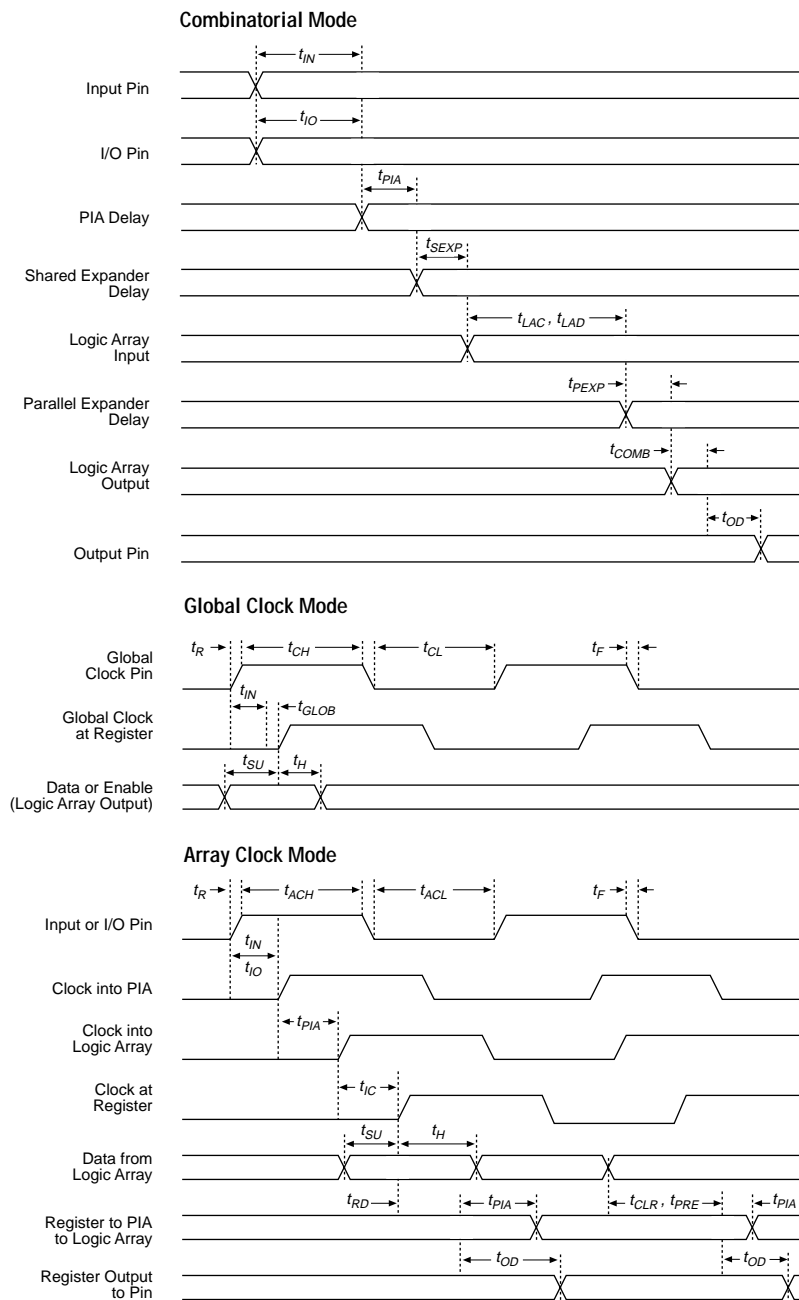 Combinatorial Mode
tIN
Input Pin
tIO
I/O Pin
tPIA
PIA Delay
tSEXP
Shared Expander
Delay
tLAC , tLAD
Logic Array
Input
tPEXP
Parallel Expander
Delay
tCOMB
Logic Array
Output
tOD
Output Pin
Global Clock Mode
tR tCH tCL tF
Global
Clock Pin
tIN
tGLOB
Global Clock
at Register
tSU tH
Data or Enable
(Logic Array Output)
Array Clock Mode
tR tACH tACL tF
Input or I/O Pin
tIN
tIO
Clock into PIA
tPIA
Clock into
Logic Array
tIC
Clock at
Register
tSU tH
Data from
Logic Array
tRD tPIA tCLR , tPRE tPIA
Register to PIA
to Logic Array
tOD tOD
Register Output
to Pin